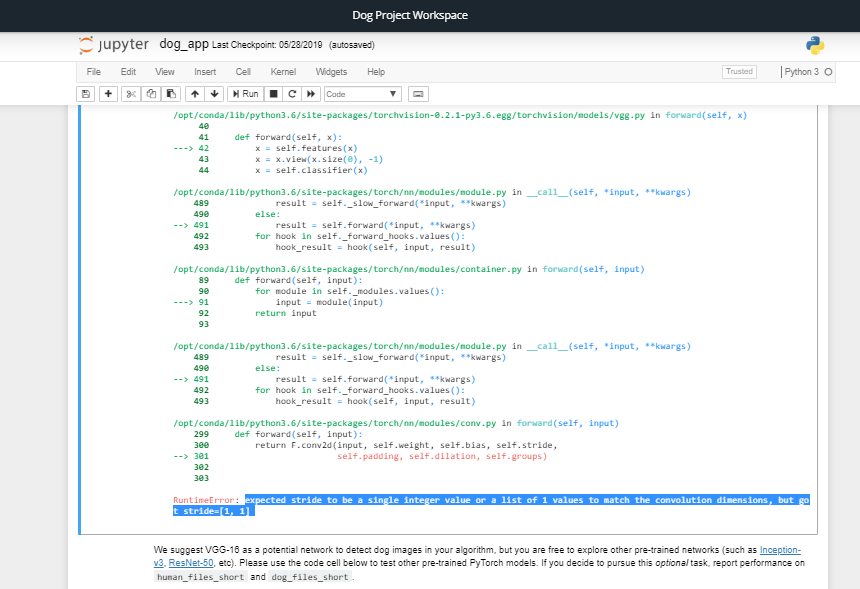 Dog Project Workspace
jupyter dog_app Last Checkpoint: 05/28/2019 (autosaved)
File Edit View Insert Cell Kernel Widgets Help Trusted Python 3
Run Code
/opt/conda/lib/python3.6/site-packages/torchvision-0.2.1-py3.6.egg/torchvision/models/vgg.py in forward(self, x)
40
41 def forward(self, x):
---> 42 x = self.features(x)
43 x = x.view(x.size(0), -1)
44 x = self.classifier(x)
/opt/conda/lib/python3.6/site-packages/torch/nn/modules/module.py in __call__(self, *input, **kwargs)
489 result = self._slow_forward(*input, **kwargs)
490 else:
--> 491 result = self.forward(*input, **kwargs)
492 for hook in self._forward_hooks.values():
493 hook_result = hook(self, input, result)
/opt/conda/lib/python3.6/site-packages/torch/nn/modules/container.py in forward(self, input)
89 def forward(self, input):
90 for module in self._modules.values():
---> 91 input = module(input)
92 return input
93
/opt/conda/lib/python3.6/site-packages/torch/nn/modules/module.py in __call__(self, *input, **kwargs)
489 result = self._slow_forward(*input, **kwargs)
490 else:
--> 491 result = self.forward(*input, **kwargs)
492 for hook in self._forward_hooks.values():
493 hook_result = hook(self, input, result)
/opt/conda/lib/python3.6/site-packages/torch/nn/modules/conv.py in forward(self, input)
299 def forward(self, input):
300 return F.conv2d(input, self.weight, self.bias, self.stride,
--> 301 self.padding, self.dilation, self.groups)
302
303
RuntimeError: expected stride to be a single integer value or a list of 1 values to match the convolution dimensions, but go
t stride=[1, 1]
We suggest VGG-16 as a potential network to detect dog images in your algorithm, but you are free to explore other pre-trained networks (such as Inception-
v3, ResNet-50, etc). Please use the code cell below to test other pre-trained PyTorch models. If you decide to pursue this optional task, report performance on
human_files_short and dog_files_short.